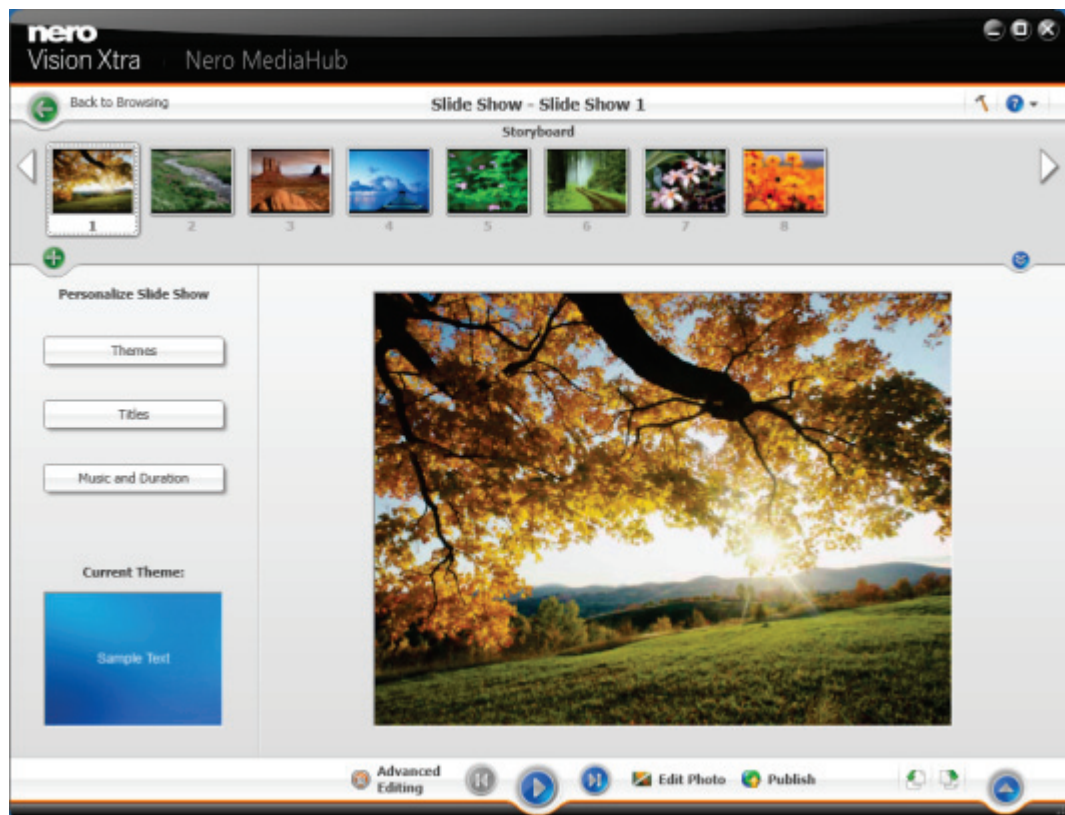 nero
Vision Xtra Nero MediaHub
Back to Browsing
Slide Show - Slide Show 1
Storyboard
1 2 3 4 5 6 7 8
Personalize Slide Show
Themes
Titles
Music and Duration
Current Theme:
Sample Text
Advanced
Editing
Edit Photo
Publish